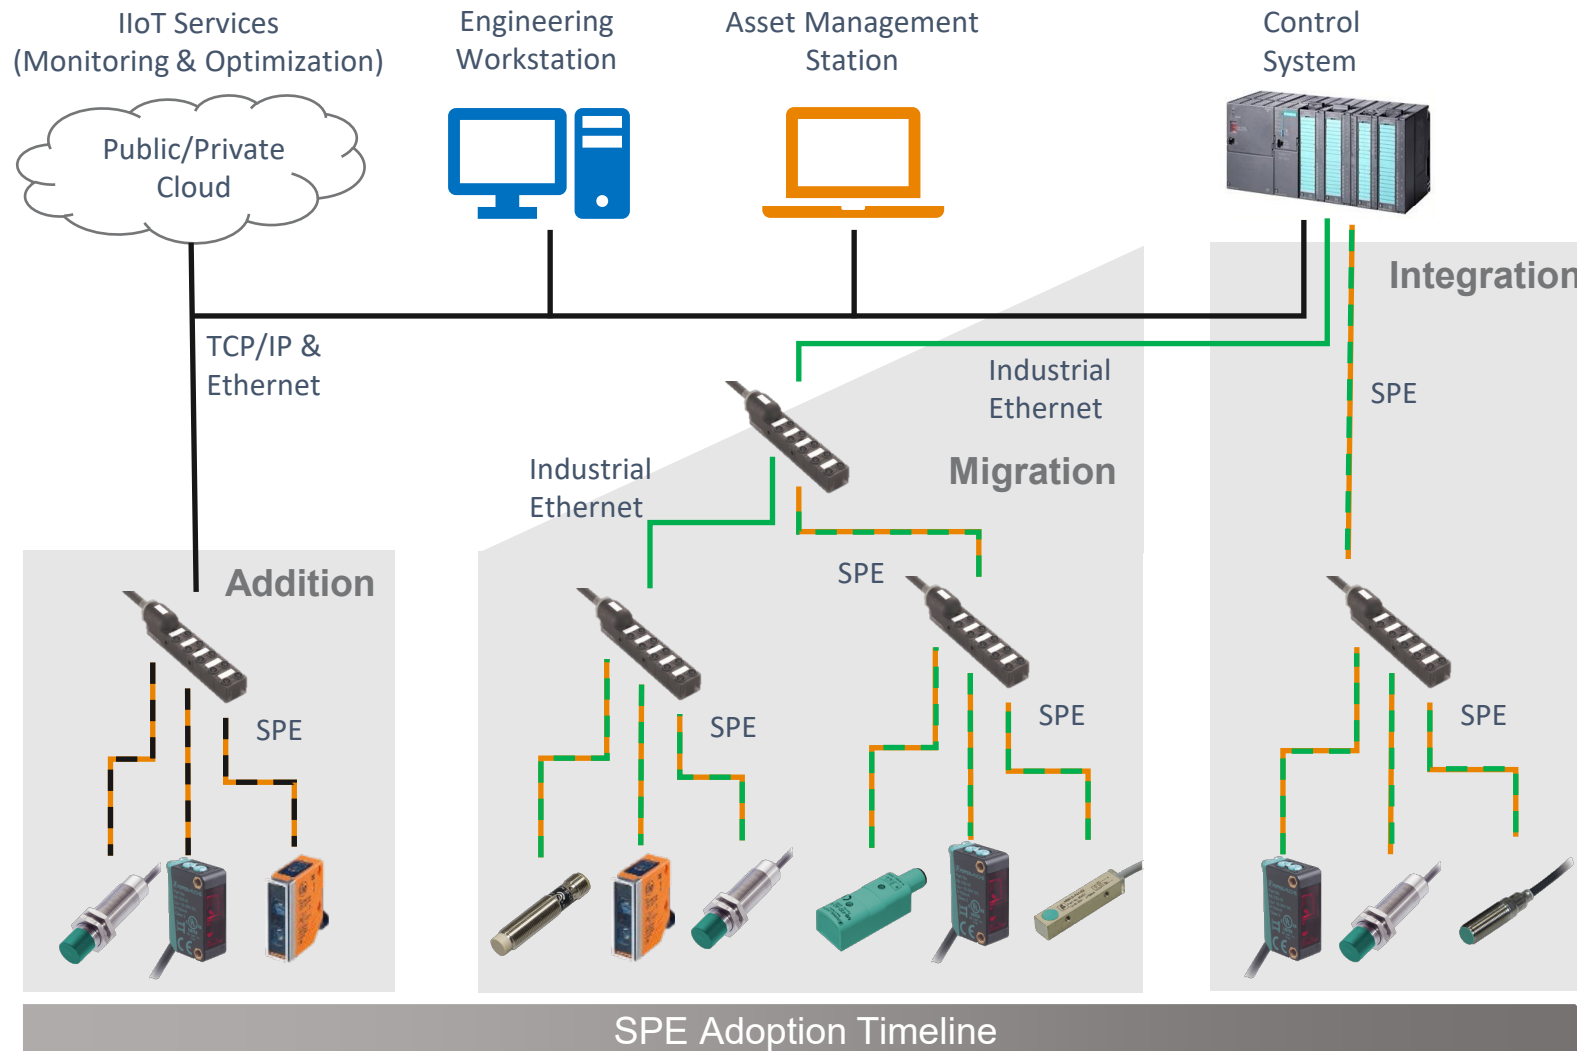 IIoT Services
(Monitoring & Optimization)
Engineering
Workstation
Asset Management
Station
Control
System
Public/Private
Cloud
Integration
TCP/IP &
Ethernet
Industrial
Ethernet
SPE
Industrial
Ethernet
Migration
SPE
Addition
SPE
SPE
SPE
SPE
SPE Adoption Timeline